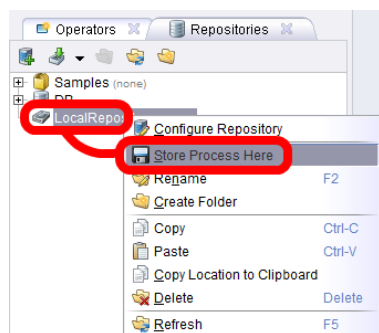 Operators Repositories
Samples (none)
DB
LocalRepos
Configure Repository
Store Process Here
Rename F2
Create Folder
Copy Ctrl-C
Paste Ctrl-V
Copy Location to Clipboard
Delete Delete
Refresh F5